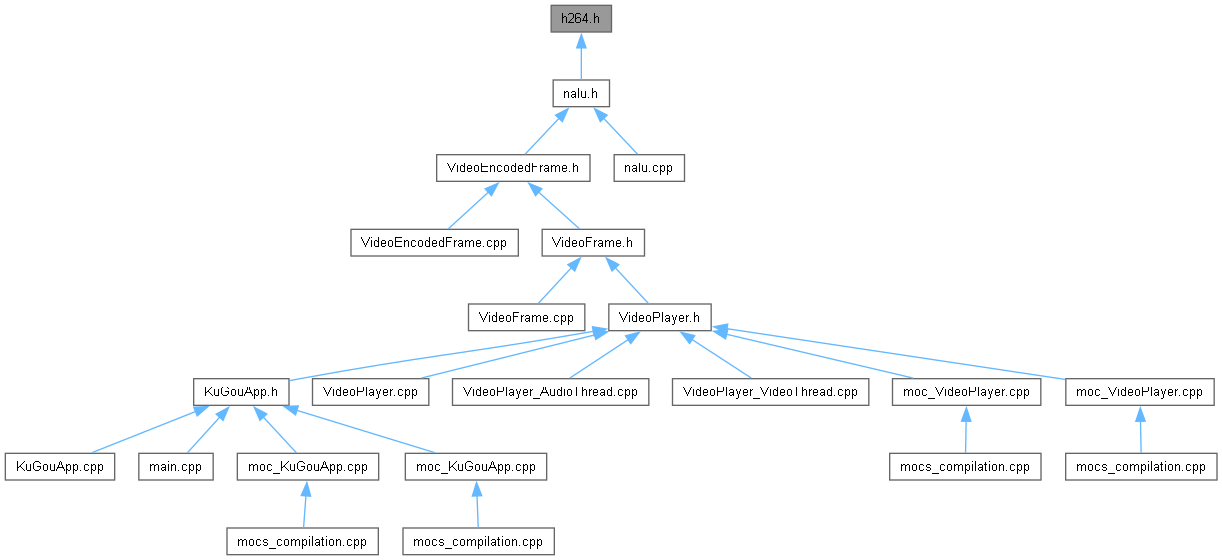 h264.h
nalu.h
VideoEncodedFrame.h
nalu.cpp
VideoEncodedFrame.cpp
VideoFrame.h
VideoFrame.cpp
VideoPlayer.h
KuGouApp.h
VideoPlayer.cpp
VideoPlayer_AudioThread.cpp
VideoPlayer_VideoThread.cpp
moc_VideoPlayer.cpp
moc_VideoPlayer.cpp
KuGouApp.cpp
main.cpp
moc_KuGouApp.cpp
moc_KuGouApp.cpp
mocs_compilation.cpp
mocs_compilation.cpp
mocs_compilation.cpp
mocs_compilation.cpp